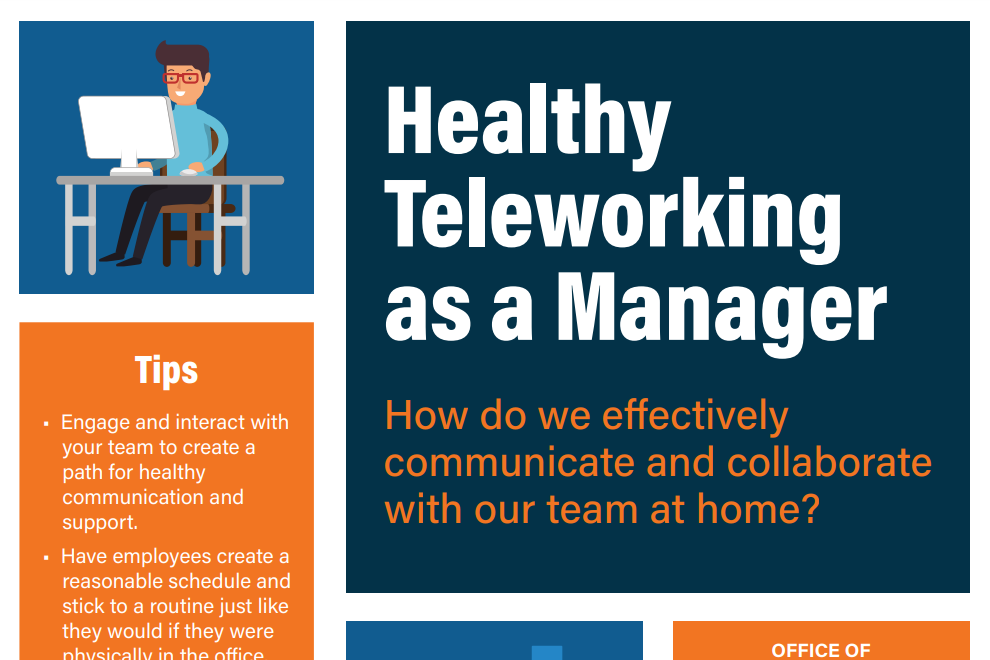 Healthy
Teleworking
as a Manager
How do we effectively
communicate and collaborate
with our team at home?
Tips
▪ Engage and interact with
your team to create a
path for healthy
communication and
support.
▪ Have employees create a
reasonable schedule and
stick to a routine just like
they would if they were
physically in the office
OFFICE OF